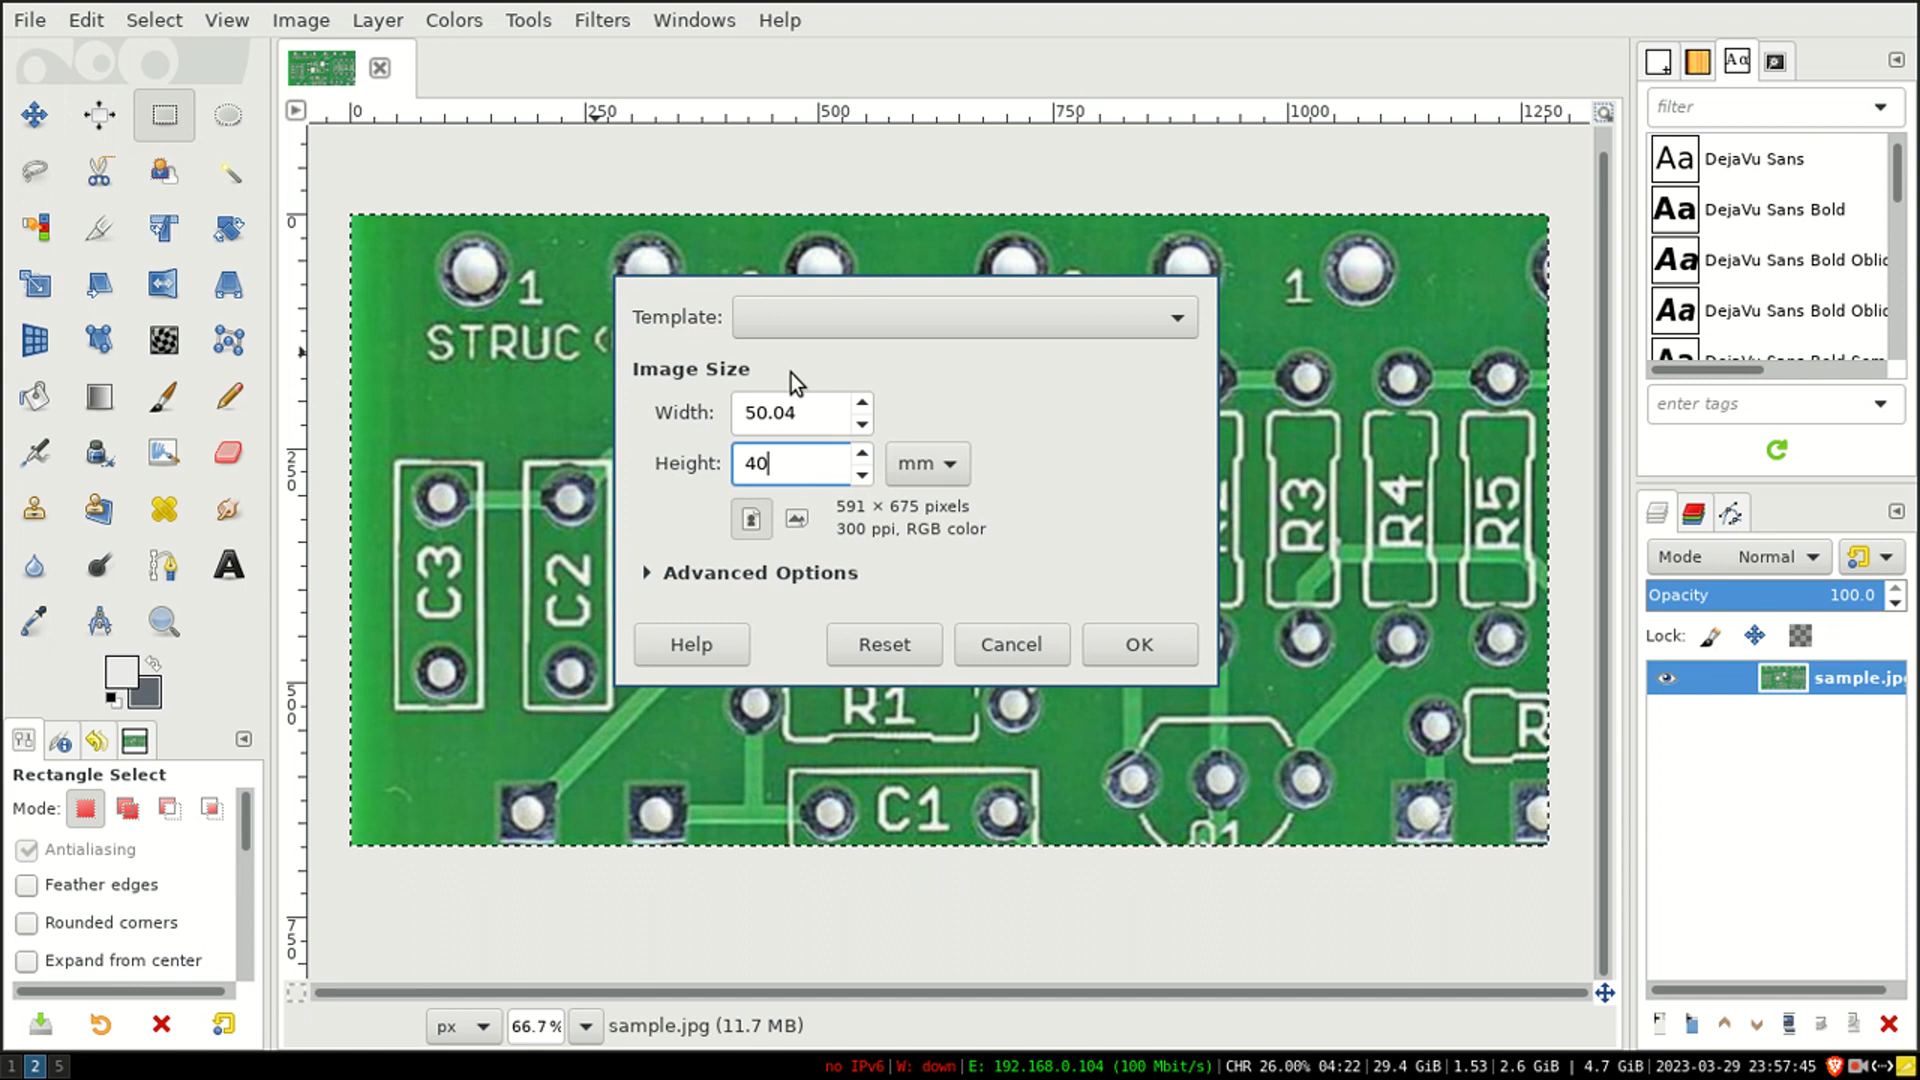 File Edit Select View Image Layer Colors Tools Filters Windows Help
0 250 500 750 1000 1250
filter
Aa DejaVu Sans
Aa DejaVu Sans Bold
Aa DejaVu Sans Bold Oblic
Aa DejaVu Sans Bold Oblic
enter tags
Mode Normal
Opacity 100.0
Lock:
sample.jp
0
250
500
750
1
1
STRUC
C3
C2
R3
R4
R5
R1
C1
Template:
Image Size
Width: 50.04
Height: 40 mm
591 × 675 pixels
300 ppi, RGB color
Advanced Options
Help Reset Cancel OK
Rectangle Select
Mode:
Antialiasing
Feather edges
Rounded corners
Expand from center
px 66.7% sample.jpg (11.7 MB)
1 2 5 no IPv6 | W: down | E: 192.168.0.104 (100 Mbit/s) | CHR 26.00% 04:22 | 29.4 GiB | 1.53 | 2.6 GiB | 4.7 GiB | 2023-03-29 23:57:45